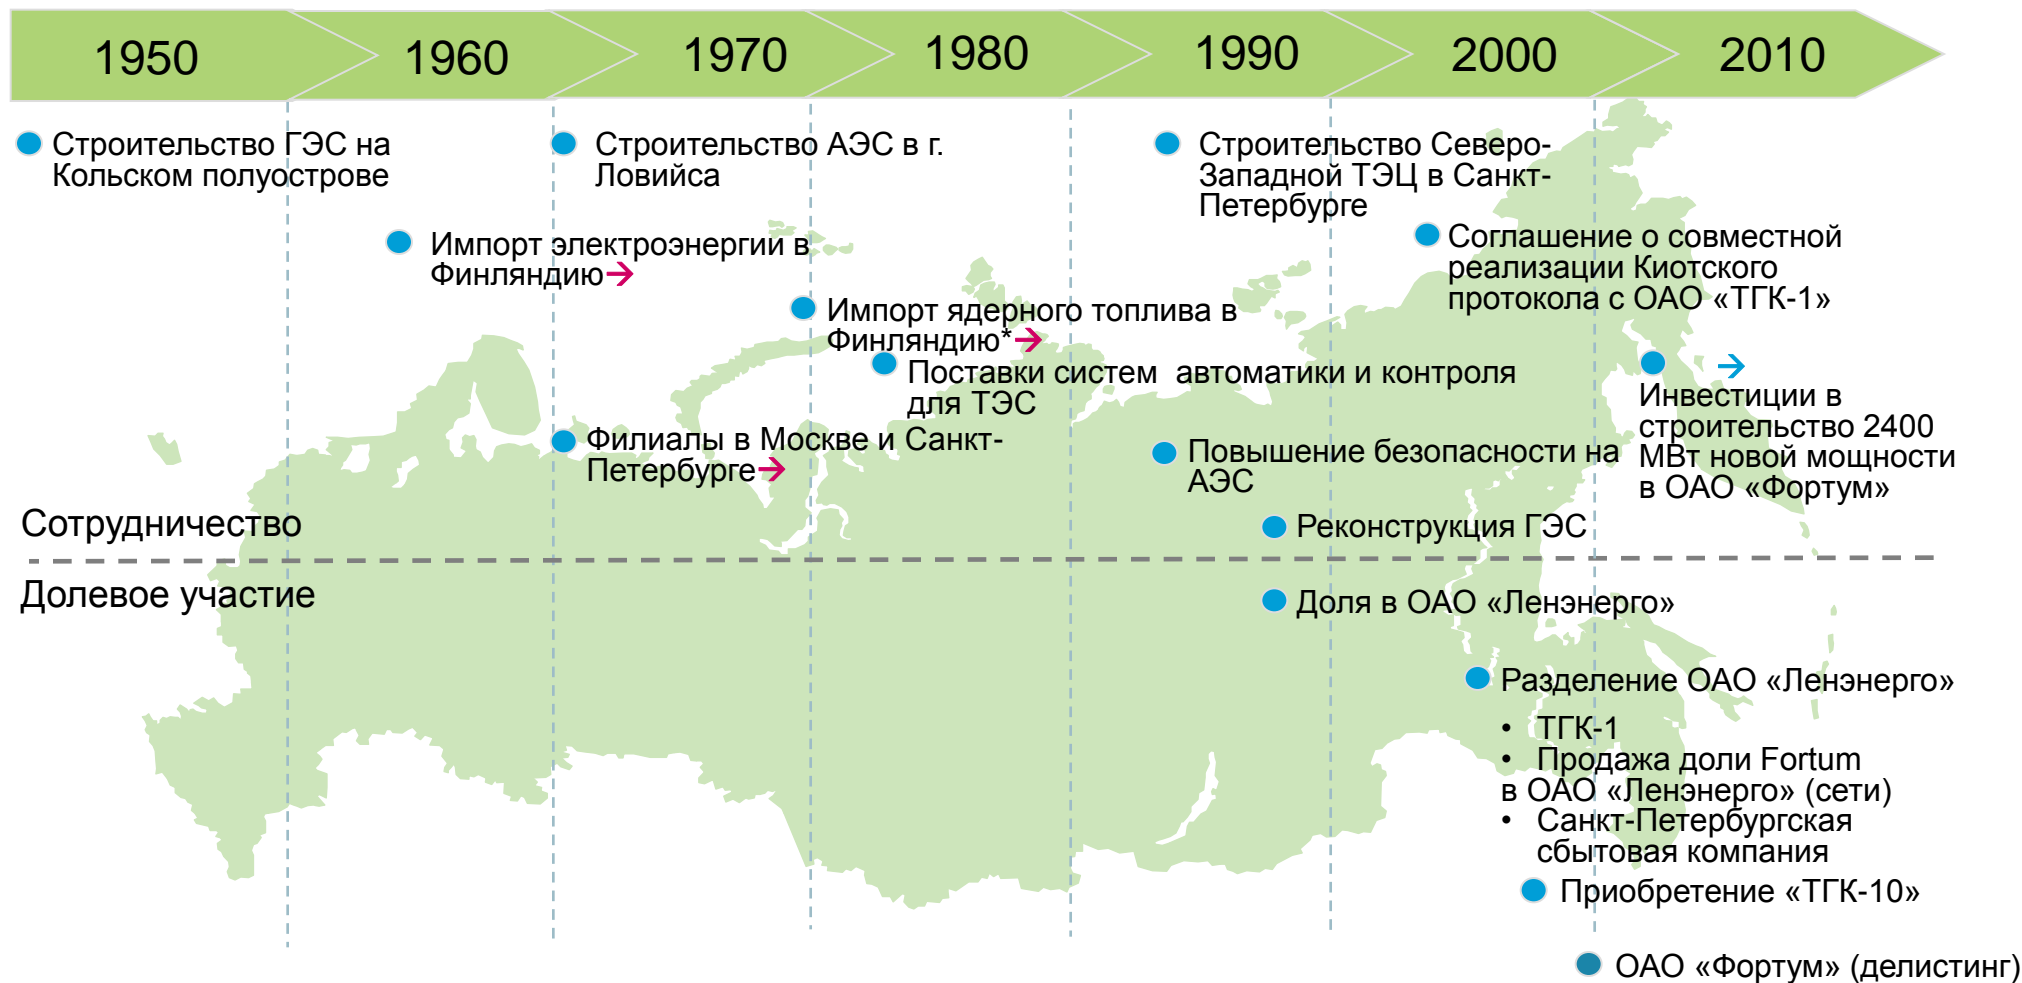 1950
1960
1970
1980
1990
2000
2010
Строительство ГЭС на
Кольском полуострове
Строительство АЭС в г.
Ловийса
Строительство Северо-
Западной ТЭЦ в Санкт-
Петербурге
Импорт электроэнергии в
Финляндию→
Соглашение о совместной
реализации Киотского
протокола с ОАО «ТГК-1»
Импорт ядерного топлива в
Финляндию*→
Поставки систем автоматики и контроля
для ТЭС
→
Инвестиции в
строительство 2400
МВт новой мощности
в ОАО «Фортум»
Филиалы в Москве и Санкт-
Петербурге→
Повышение безопасности на
АЭС
Реконструкция ГЭС
Сотрудничество
Долевое участие
Доля в ОАО «Ленэнерго»
Разделение ОАО «Ленэнерго»
• ТГК-1
• Продажа доли Fortum
в ОАО «Ленэнерго» (сети)
• Санкт-Петербургская
сбытовая компания
Приобретение «ТГК-10»
ОАО «Фортум» (делистинг)